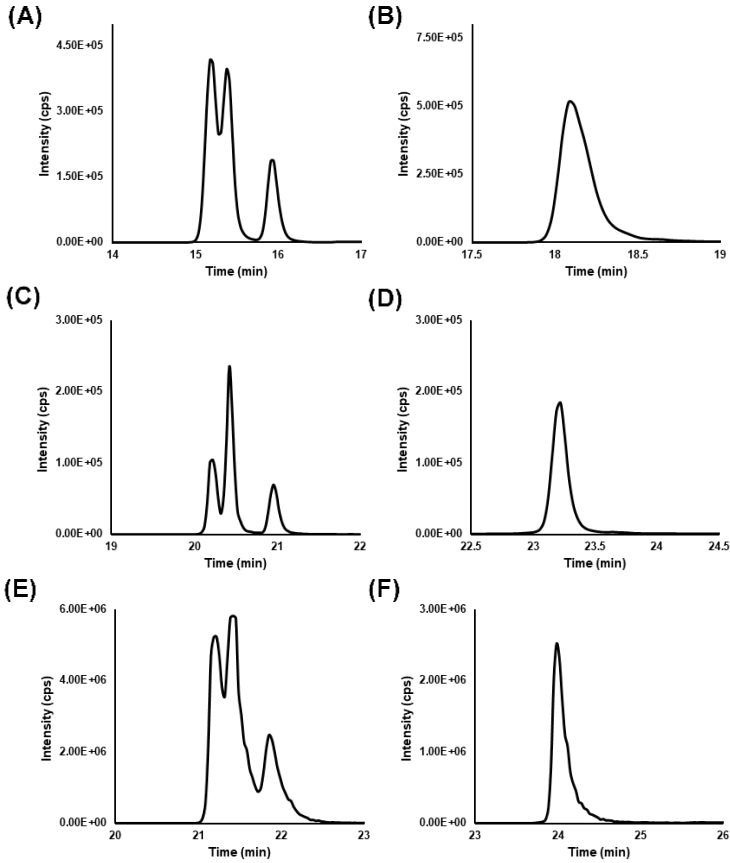 (A)
Intensity (cps)
4.50E+05
3.00E+05
1.50E+05
0.00E+00
14 15 16 17
Time (min)
(B)
Intensity (cps)
7.50E+05
5.00E+05
2.50E+05
0.00E+00
17.5 18 18.5 19
Time (min)
(C)
Intensity (cps)
3.00E+05
2.00E+05
1.00E+05
0.00E+00
19 20 21 22
Time (min)
(D)
Intensity (cps)
3.00E+05
2.00E+05
1.00E+05
0.00E+00
22.5 23 23.5 24 24.5
Time (min)
(E)
Intensity (cps)
6.00E+06
4.00E+06
2.00E+06
0.00E+00
20 21 22 23
Time (min)
(F)
Intensity (cps)
3.00E+06
2.00E+06
1.00E+06
0.00E+00
23 24 25 26
Time (min)